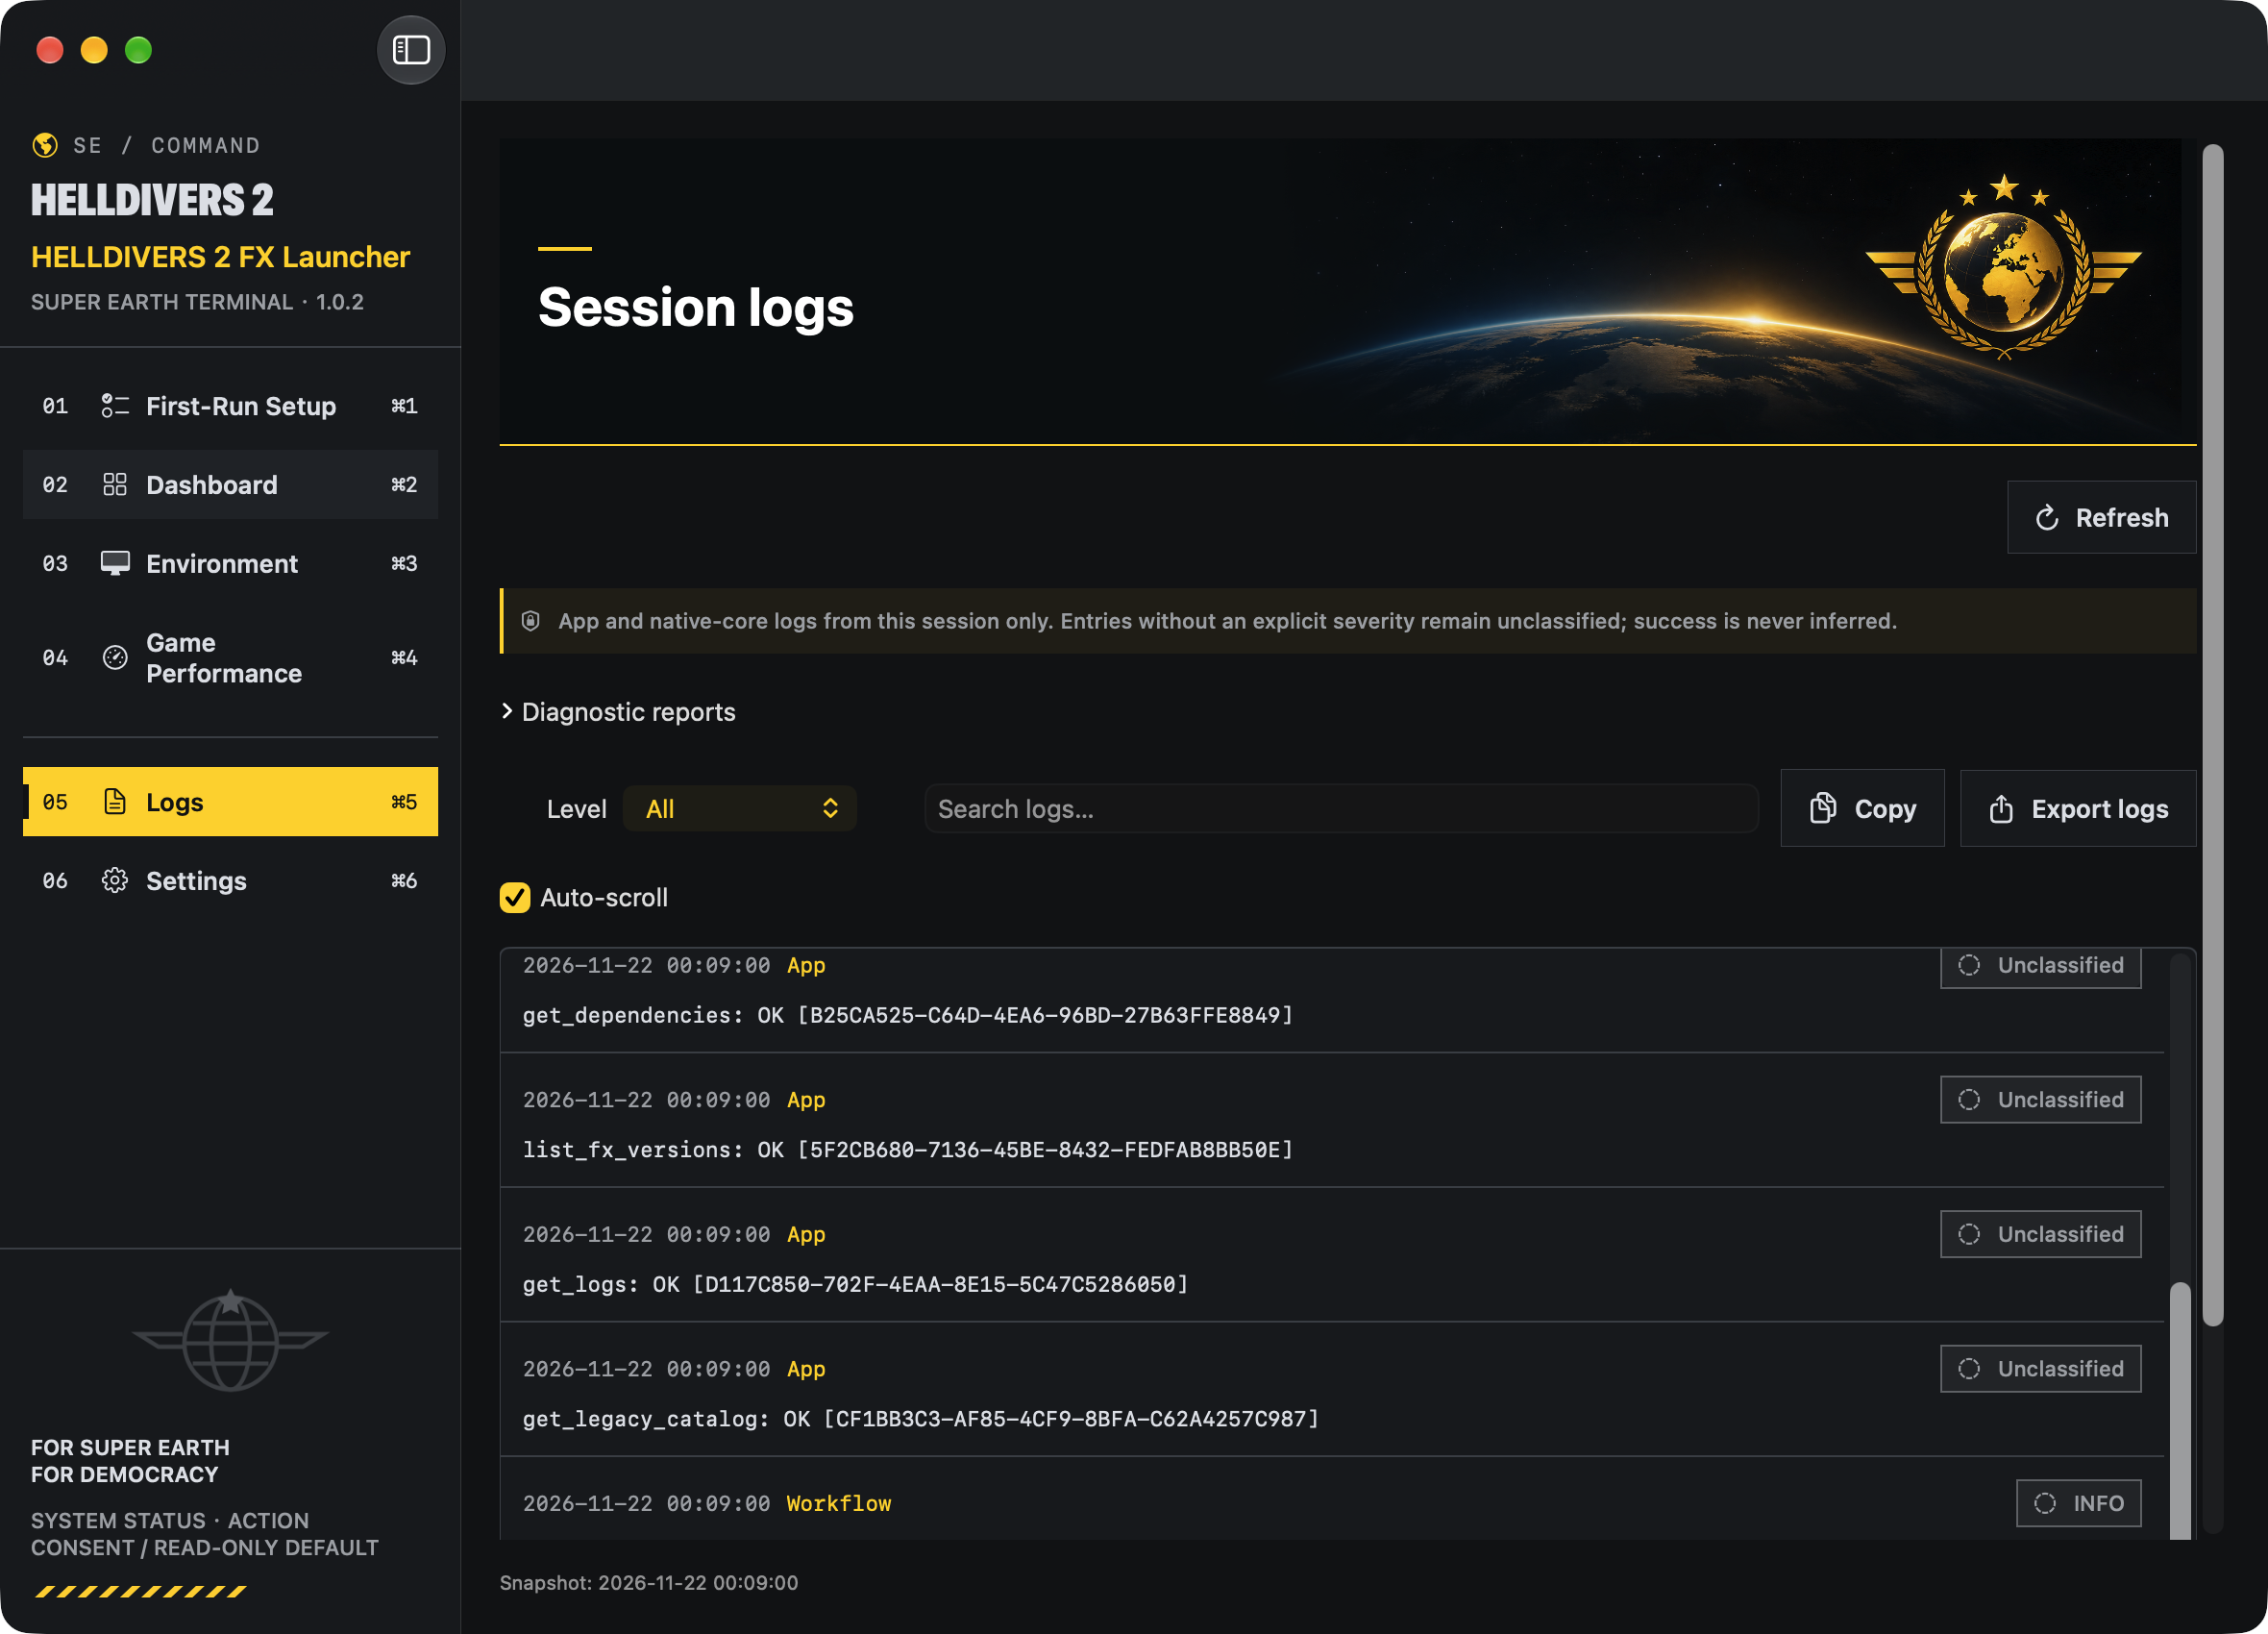 SE / COMMAND
HELLDIVERS 2
HELLDIVERS 2 FX Launcher
SUPER EARTH TERMINAL · 1.0.2
01 First-Run Setup ⌘1
02 Dashboard ⌘2
03 Environment ⌘3
04 Game Performance ⌘4
05 Logs ⌘5
06 Settings ⌘6
FOR SUPER EARTH
FOR DEMOCRACY
SYSTEM STATUS · ACTION
CONSENT / READ-ONLY DEFAULT
Session logs
Refresh
App and native-core logs from this session only. Entries without an explicit severity remain unclassified; success is never inferred.
Diagnostic reports
Level All Search logs... Copy Export logs
Auto-scroll
2026-11-22 00:09:00 App Unclassified
get_dependencies: OK [B25CA525-C64D-4EA6-96BD-27B63FFE8849]
2026-11-22 00:09:00 App Unclassified
list_fx_versions: OK [5F2CB680-7136-45BE-8432-FEDFAB8BB50E]
2026-11-22 00:09:00 App Unclassified
get_logs: OK [D117C850-702F-4EAA-8E15-5C47C5286050]
2026-11-22 00:09:00 App Unclassified
get_legacy_catalog: OK [CF1BB3C3-AF85-4CF9-8BFA-C62A4257C987]
2026-11-22 00:09:00 Workflow INFO
Snapshot: 2026-11-22 00:09:00